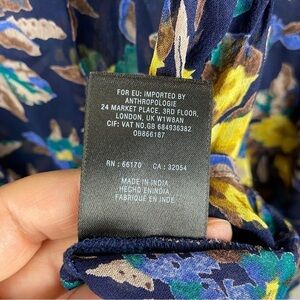 FOR EU: IMPORTED BY
ANTHROPOLOGIE
24 MARKET PLACE, 3RD FLOOR,
LONDON, UK W1W8AN
CIF: VAT NO.GB 684936382
OB866187
RN : 66170 CA : 32054
MADE IN INDIA
HECHO EN INDIA
FABRIQUÉ EN INDE